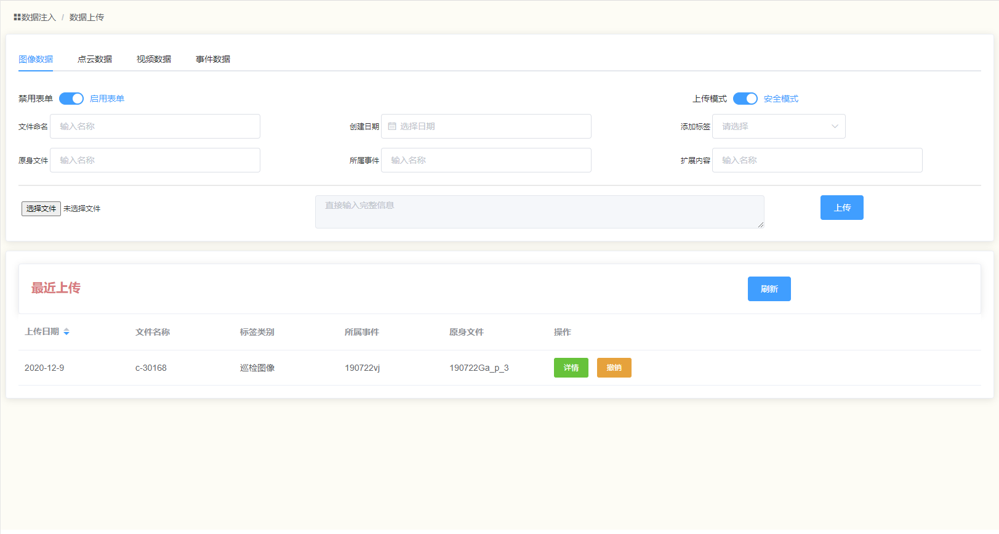 数据注入 / 数据上传
图像数据 点云数据 视频数据 事件数据
禁用表单 启用表单 上传模式 安全模式
文件命名 输入名称 创建日期 选择日期 添加标签 请选择
原身文件 输入名称 所属事件 输入名称 扩展内容 输入名称
选择文件 未选择文件 直接输入完整信息 上传
最近上传 刷新
上传日期 文件名称 标签类别 所属事件 原身文件 操作
2020-12-9 c-30168 巡检图像 190722vj 190722Ga_p_3 详情 撤销